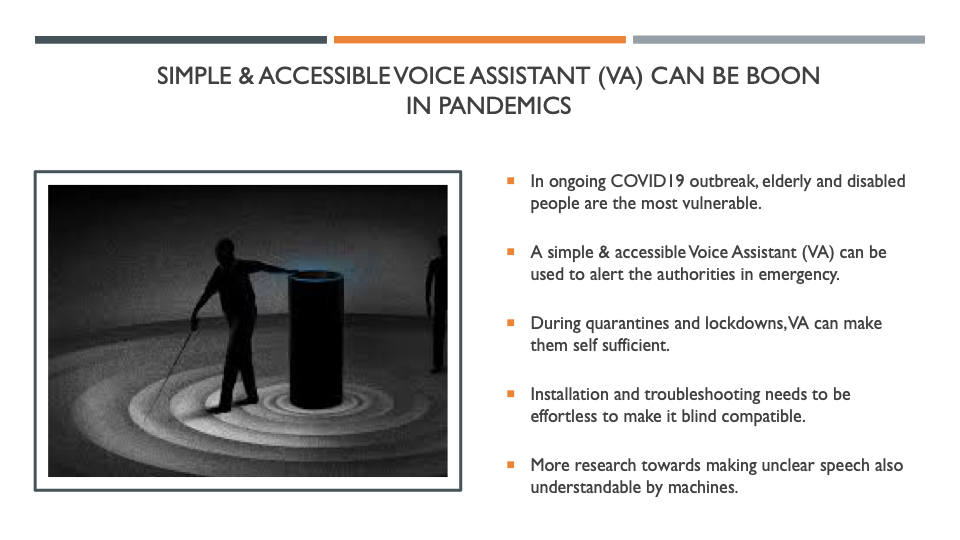 SIMPLE & ACCESSIBLE VOICE ASSISTANT (VA) CAN BE BOON
IN PANDEMICS
In ongoing COVID19 outbreak, elderly and disabled
people are the most vulnerable.
A simple & accessible Voice Assistant (VA) can be
used to alert the authorities in emergency.
During quarantines and lockdowns, VA can make
them self sufficient.
Installation and troubleshooting needs to be
effortless to make it blind compatible.
More research towards making unclear speech also
understandable by machines.